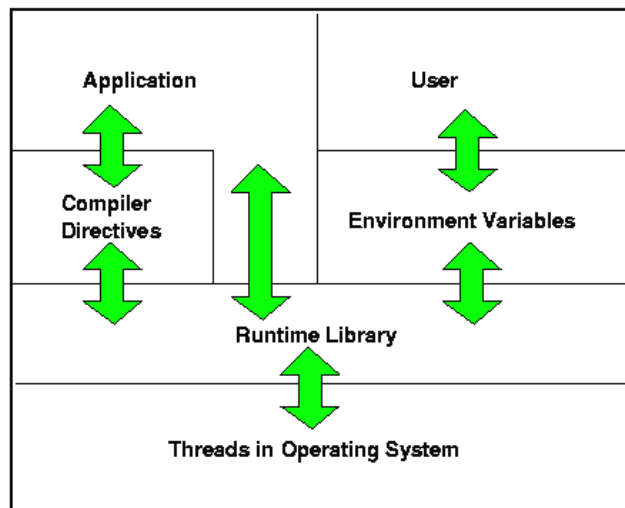 Application
User
Compiler
Directives
Environment Variables
Runtime Library
Threads in Operating System